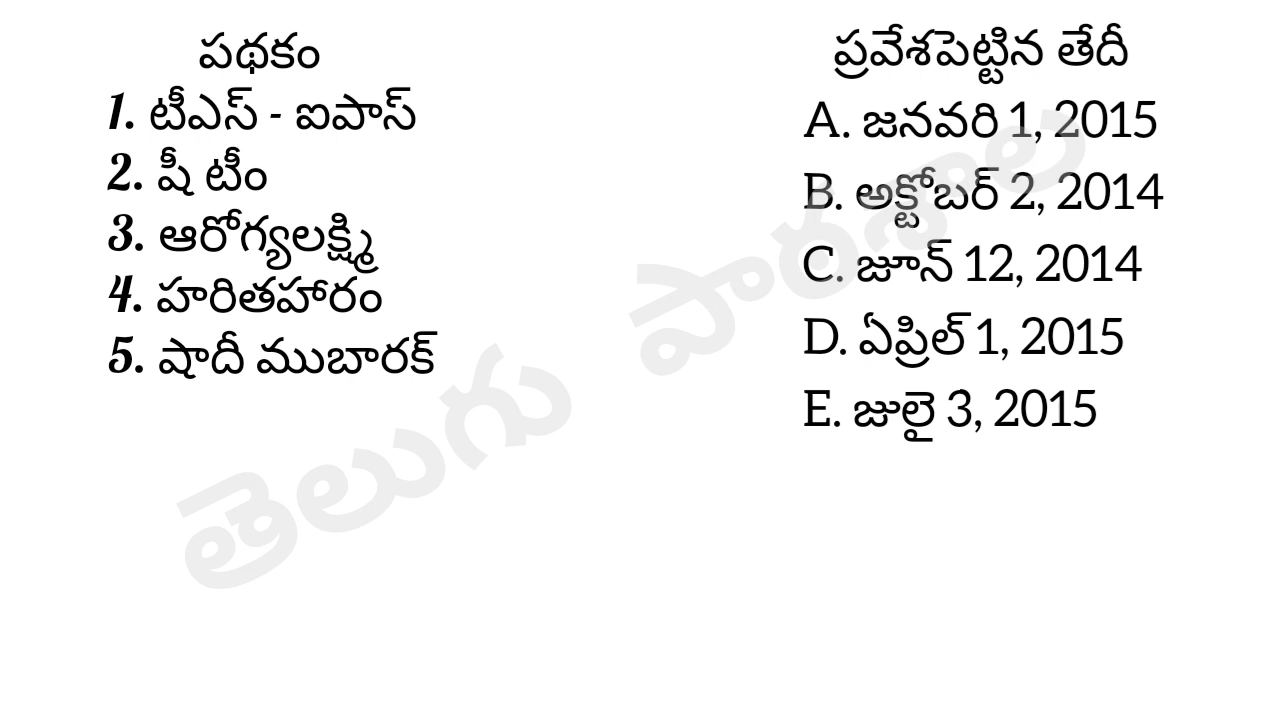 పథకం
1. టీఎస్ - ఐపాస్
2. షీ టీం
3. ఆరోగ్యలక్ష్మి
4. హరితహారం
5. షాదీ ముబారక్
ప్రవేశపెట్టిన తేదీ
A. జనవరి 1, 2015
B. అక్టోబర్ 2, 2014
C. జూన్ 12, 2014
D. ఏప్రిల్ 1, 2015
E. జులై 3, 2015
తెలుగు పాఠశాల